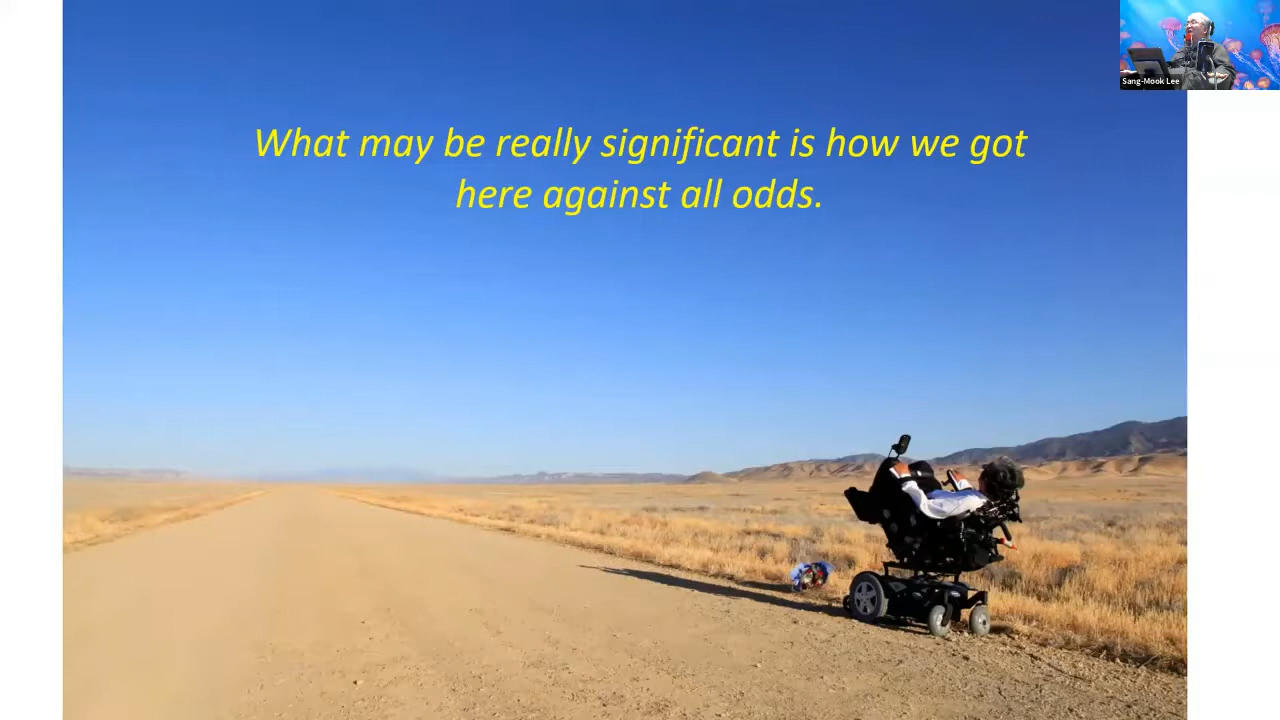 Sang-Mook Lee
What may be really significant is how we got
here against all odds.